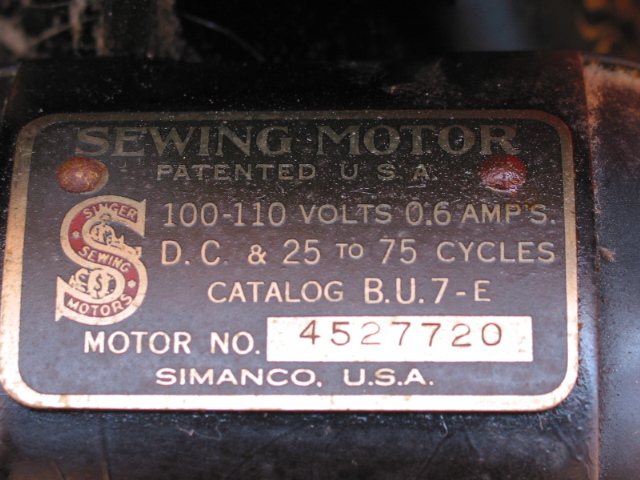 SEWING MOTOR
PATENTED U S A.
100-110 VOLTS 0.6 AMP'S.
D.C. & 25 TO 75 CYCLES
CATALOG B.U.7-E
SINGER
SEWING
MOTORS
MOTOR NO. 4527720
SIMANCO, U.S.A.